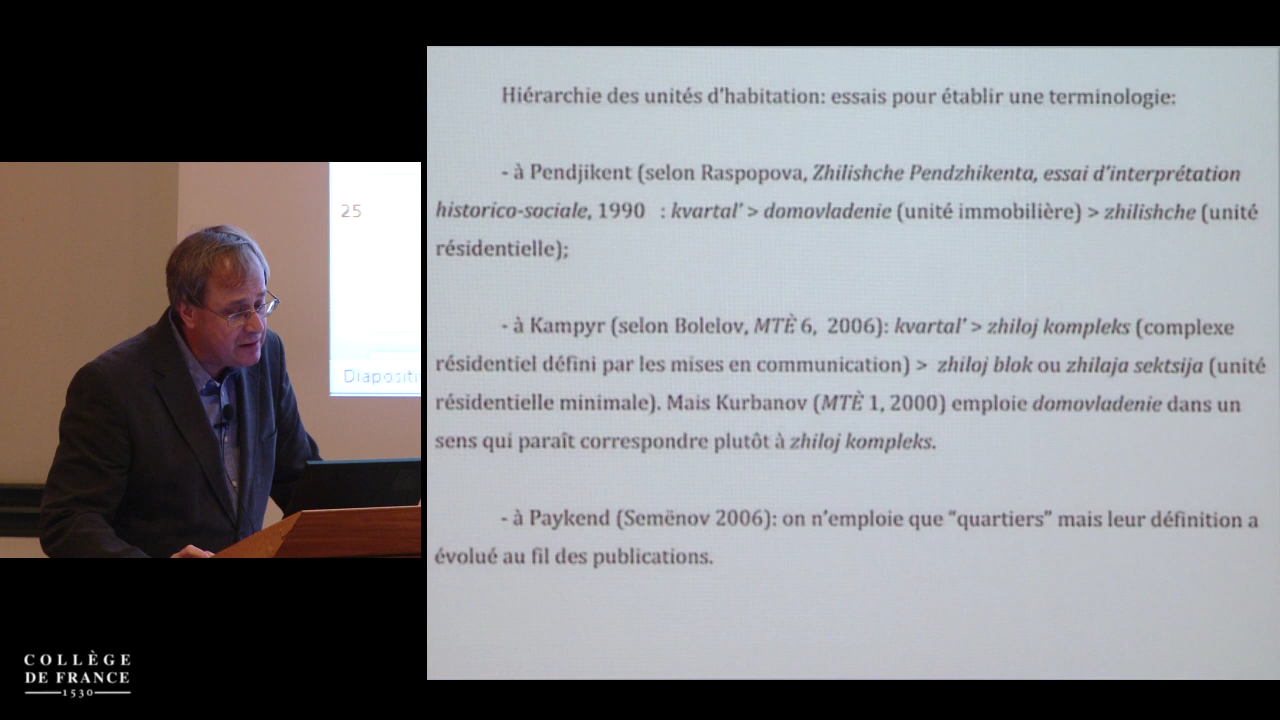 Hiérarchie des unités d’habitation: essais pour établir une terminologie:
- à Pendjikent (selon Raspopova, Zhilishche Pendzhikenta, essai d’interprétation
historico-sociale, 1990 : kvartal’ > domovladenie (unité immobilière) > zhilishche (unité
résidentielle);
- à Kampyr (selon Bolelov, MTÈ 6, 2006): kvartal’ > zhiloj kompleks (complexe
résidentiel défini par les mises en communication) > zhiloj blok ou zhilaja sektsija (unité
résidentielle minimale). Mais Kurbanov (MTÈ 1, 2000) emploie domovladenie dans un
sens qui paraît correspondre plutôt à zhiloj kompleks.
- à Paykend (Semënov 2006): on n’emploie que “quartiers” mais leur définition a
évolué au fil des publications.
25
Diapositi
COLLÈGE
DE FRANCE
1530